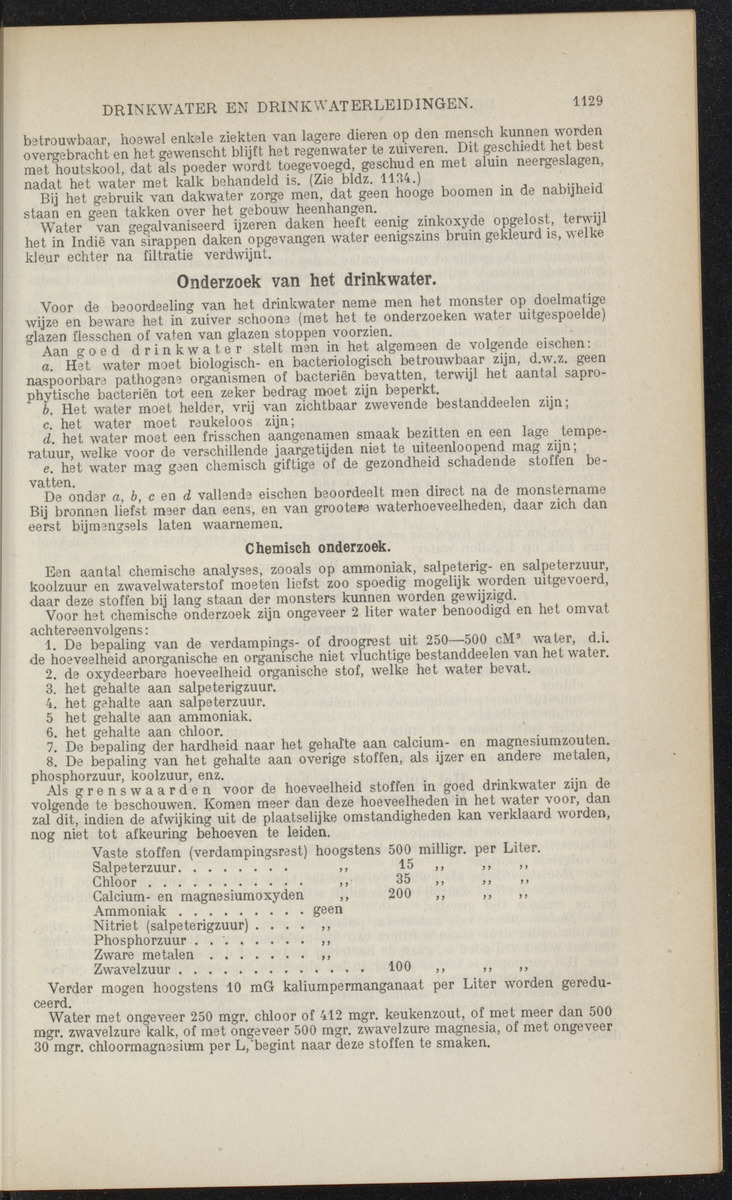 DRINKWATER EN DRINKWATERLEIDINGEN. 1129
betrouwbaar, hoewel enkele ziekten van lagere dieren op den mensch kunnen worden
overgebracht en het gewenscht blijft het regenwater te zuiveren. Dit geschiedt het best
met houtskool, dat als poeder wordt toegevoegd, geschud en met aluin neergeslagen,
nadat het water met kalk behandeld is. (Zie bldz. 1134.)
Bij het gebruik van dakwater zorge men, dat geen hooge boomen in de nabijheid
staan en geen takken over het gebouw heenhangen.
Water van gegalvaniseerd ijzeren daken heeft eenig zinkoxyde opgelost, terwijl
het in Indië van sirappen daken opgevangen water eenigszins bruin gekleurd is, welke
kleur echter na filtratie verdwijnt.
Onderzoek van het drinkwater.
Voor de beoordeeling van het drinkwater neme men het monster op doelmatige
wijze en beware het in zuiver schoone (met het te onderzoeken water uitgespoelde)
glazen flesschen of vaten van glazen stoppen voorzien.
Aan goed drinkwater stelt men in het algemeen de volgende eischen:
a. Het water moet biologisch- en bacteriologisch betrouwbaar zijn, d.w.z. geen
naspoorbare pathogene organismen of bacteriën bevatten, terwijl het aantal sapro-
phytische bacteriën tot een zeker bedrag moet zijn beperkt.
b. Het water moet helder, vrij van zichtbaar zwevende bestanddeelen zijn;
c. het water moet reukeloos zijn;
d. het water moet een frisschen aangenamen smaak bezitten en een lage tempe-
ratuur, welke voor de verschillende jaargetijden niet te uiteenloopend mag zijn;
e. het water mag geen chemisch giftige of de gezondheid schadende stoffen be-
vatten.
De onder a, b, c en d vallende eischen beoordeelt men direct na de monstername
Bij bronnen liefst meer dan eens, en van grootere waterhoeveelheden, daar zich dan
eerst bijmengsels laten waarnemen.
Chemisch onderzoek.
Een aantal chemische analyses, zooals op ammoniak, salpeterig- en salpeterzuur,
koolzuur en zwavelwaterstof moeten liefst zoo spoedig mogelijk worden uitgevoerd,
daar deze stoffen bij lang staan der monsters kunnen worden gewijzigd.
Voor het chemische onderzoek zijn ongeveer 2 liter water benoodigd en het omvat
achtereenvolgens:
1. De bepaling van de verdampings- of droogrest uit 250—500 cM³ water, d.i.
de hoeveelheid anorganische en organische niet vluchtige bestanddeelen van het water.
2. de oxydeerbare hoeveelheid organische stof, welke het water bevat.
3. het gehalte aan salpeterigzuur.
4. het gehalte aan salpeterzuur.
5 het gehalte aan ammoniak.
6. het gehalte aan chloor.
7. De bepaling der hardheid naar het gehalte aan calcium- en magnesiumzouten.
8. De bepaling van het gehalte aan overige stoffen, als ijzer en andere metalen,
phosphorzuur, koolzuur, enz.
Als grenswaarden voor de hoeveelheid stoffen in goed drinkwater zijn de
volgende te beschouwen. Komen meer dan deze hoeveelheden in het water voor, dan
zal dit, indien de afwijking uit de plaatselijke omstandigheden kan verklaard worden,
nog niet tot afkeuring behoeven te leiden.
Vaste stoffen (verdampingsrest) hoogstens 500 milligr. per Liter.
Salpeterzuur. . . . . . . . ,, 15 ,, ,, ,,
Chloor . . . . . . . . . . . ,, 35 ,, ,, ,,
Calcium- en magnesiumoxyden ,, 200 ,, ,, ,,
Ammoniak . . . . . . . . . geen
Nitriet (salpeterigzuur) . . . . ,,
Phosphorzuur . . . . . . . . ,,
Zware metalen . . . . . . . ,,
Zwavelzuur . . . . . . . . . . . . . 100 ,, ,, ,,
Verder mogen hoogstens 10 mG kaliumpermanganaat per Liter worden geredu-
ceerd.
Water met ongeveer 250 mgr. chloor of 412 mgr. keukenzout, of met meer dan 500
mgr. zwavelzure kalk, of met ongeveer 500 mgr. zwavelzure magnesia, of met ongeveer
30 mgr. chloormagnesium per L, begint naar deze stoffen te smaken.